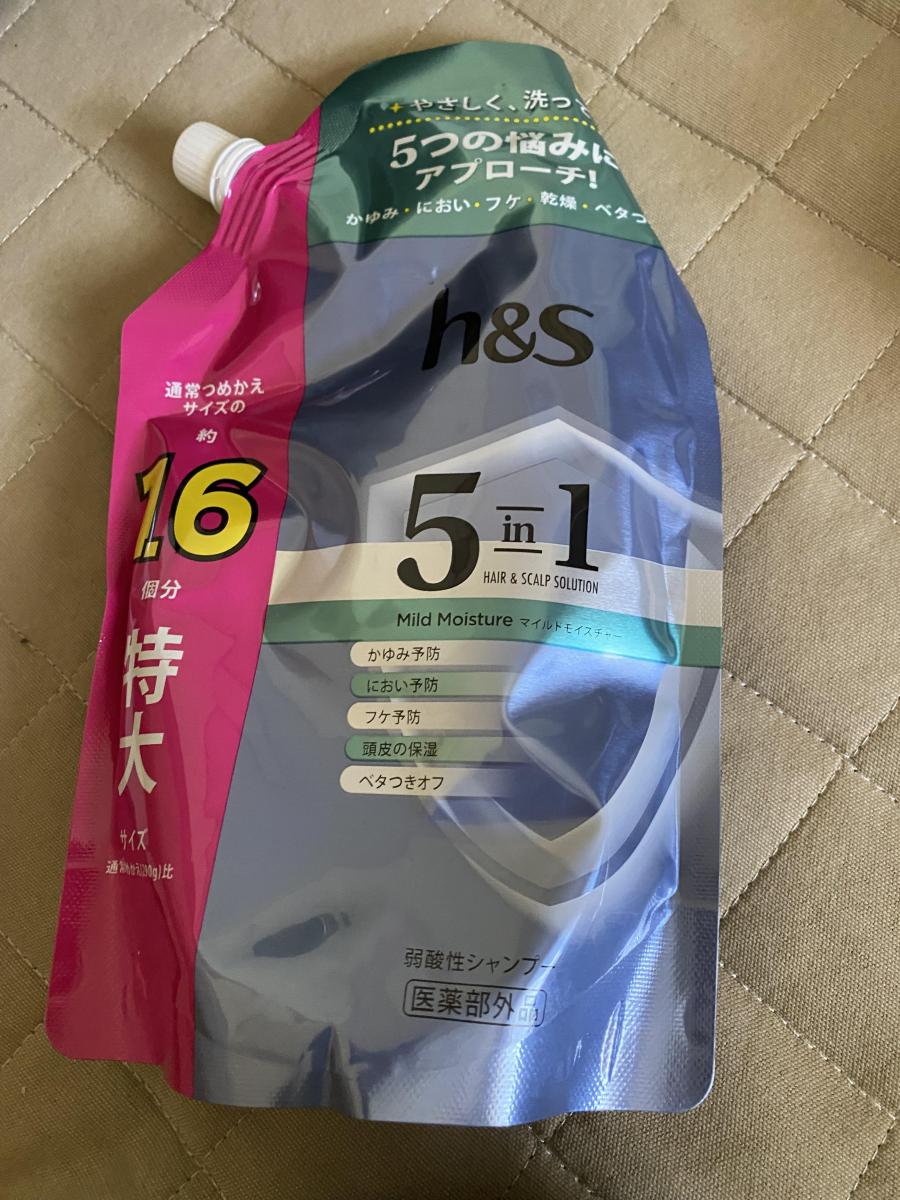 やさしく、洗って
5つの悩みに
アプローチ!
かゆみ・におい・フケ・乾燥・ベタつ
h&s
通常つめかえ
サイズの
約
16
個分
特
大
サイズ
5 in 1
HAIR & SCALP SOLUTION
Mild Moisture マイルドモイスチャー
かゆみ予防
におい予防
フケ予防
頭皮の保湿
ベタつきオフ
弱酸性シャンプー
医薬部外品